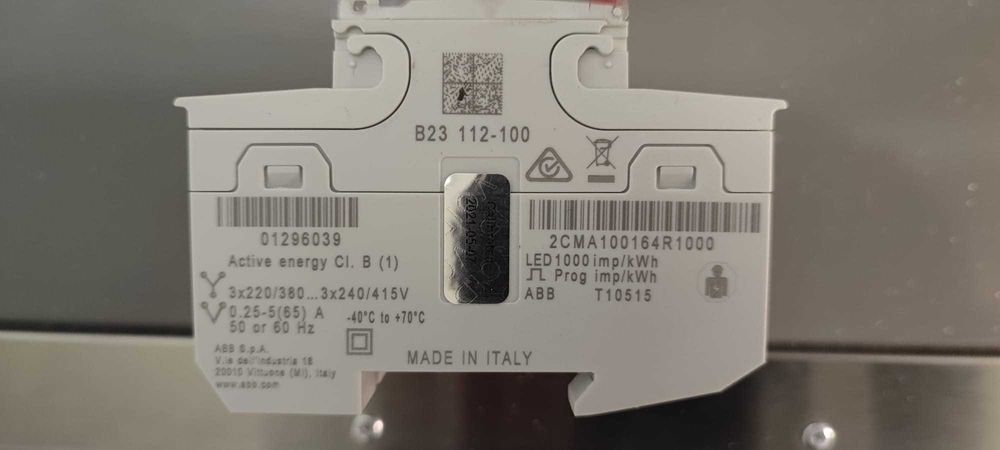 B23 112-100
01296039
Active energy Cl. B (1)
3x220/380...3x240/415V
0.25-5(65) A
50 or 60 Hz
-40°C to +70°C
ABB S.p.A.
V.le dell'Industria 18
20010 Vittuone (MI), Italy
www.abb.com
2CMA100164R1000
LED 1000 imp/kWh
Prog imp/kWh
ABB T10515
MADE IN ITALY